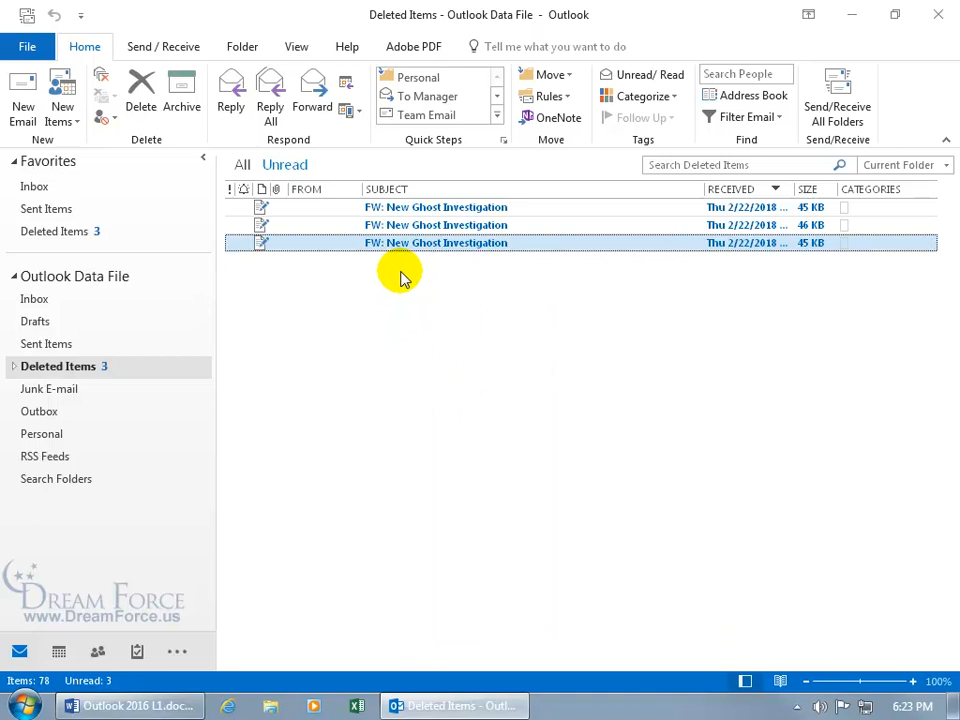 Deleted Items - Outlook Data File - Outlook
File Home Send / Receive Folder View Help Adobe PDF Tell me what you want to do
New Email
New Items
Delete
Archive
Reply
Reply All
Forward
Personal
To Manager
Team Email
Move
Rules
OneNote
Unread/ Read
Categorize
Follow Up
Search People
Address Book
Filter Email
Send/Receive All Folders
New Delete Respond Quick Steps Move Tags Find Send/Receive
Favorites
Inbox
Sent Items
Deleted Items 3
Outlook Data File
Inbox
Drafts
Sent Items
Deleted Items 3
Junk E-mail
Outbox
Personal
RSS Feeds
Search Folders
All Unread
Search Deleted Items
Current Folder
! FROM SUBJECT RECEIVED SIZE CATEGORIES
FW: New Ghost Investigation Thu 2/22/2018 ... 45 KB
FW: New Ghost Investigation Thu 2/22/2018 ... 46 KB
FW: New Ghost Investigation Thu 2/22/2018 ... 45 KB
DREAM FORCE
www.DreamForce.us
Items: 78 Unread: 3
100%
Outlook 2016 L1.doc...
Deleted Items - Outl...
6:23 PM